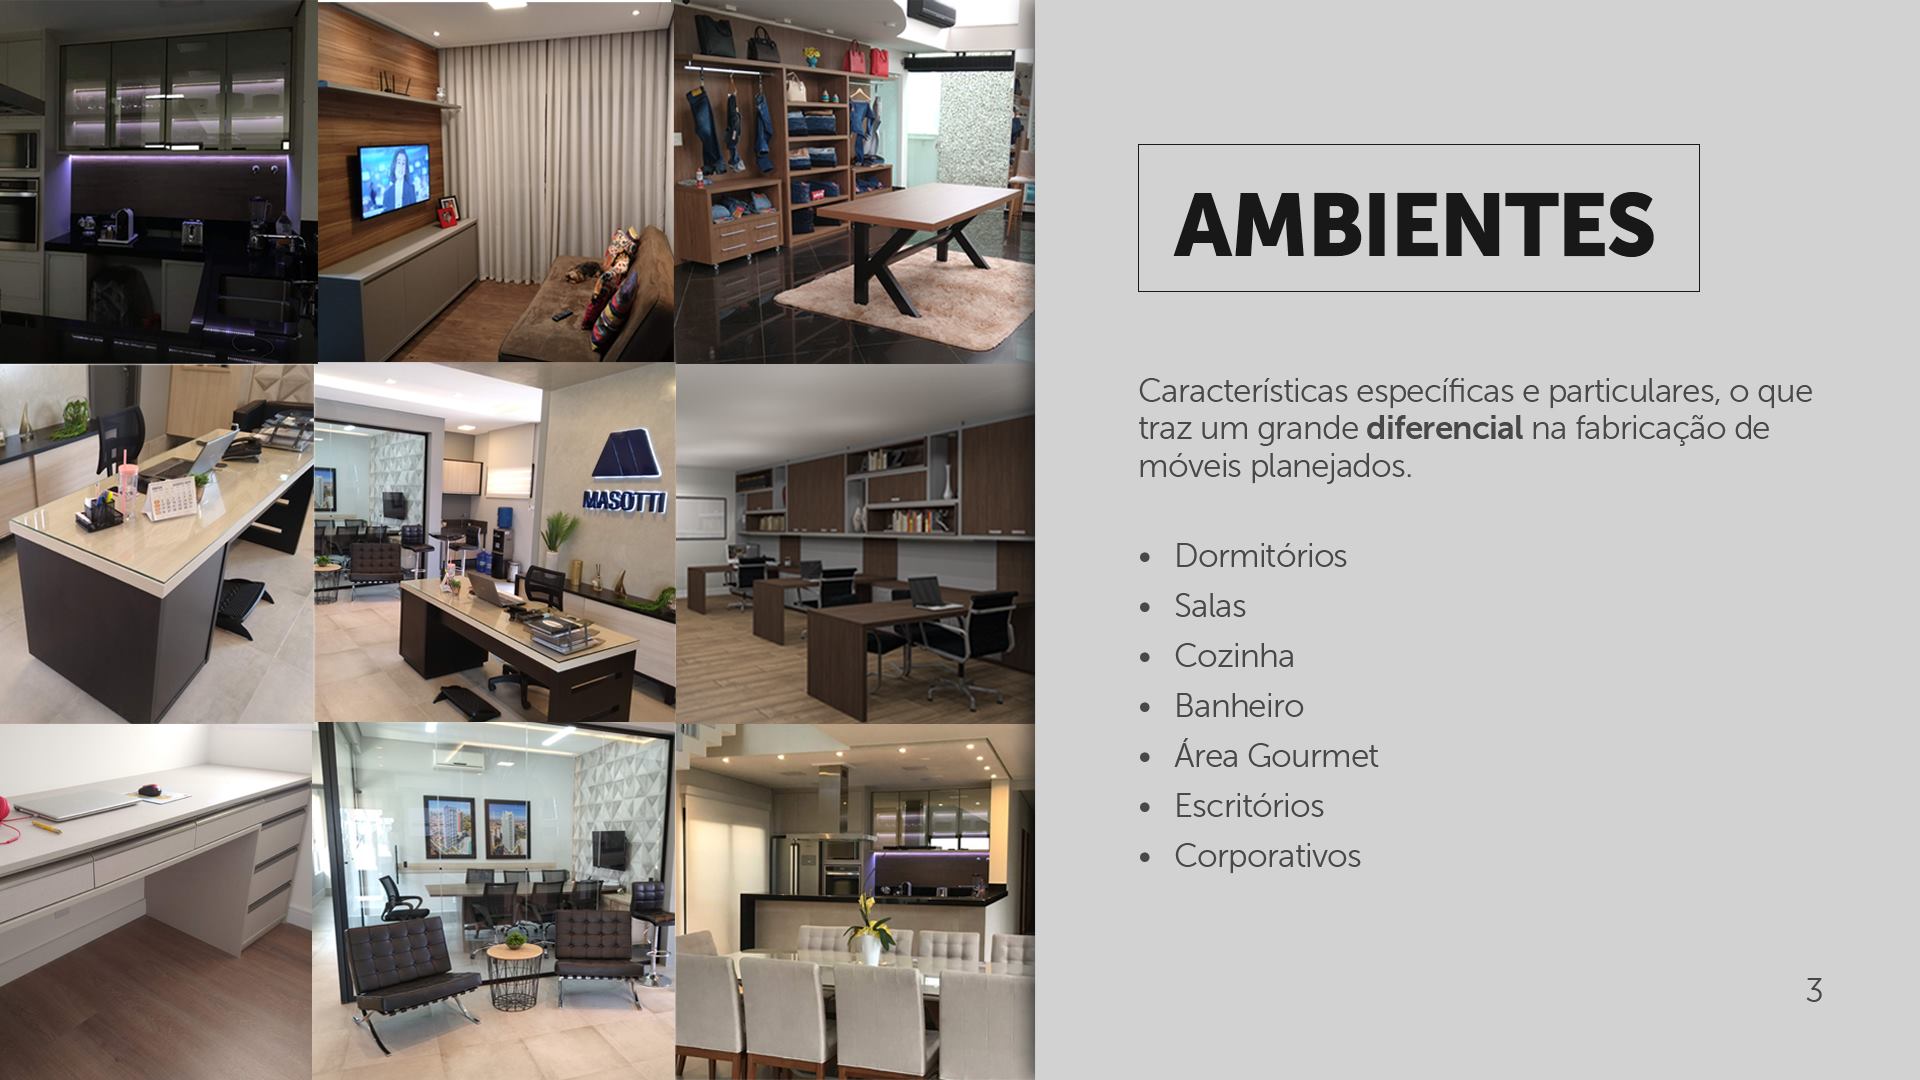 MASOTTI
AMBIENTES
Características específicas e particulares, o que
traz um grande diferencial na fabricação de
móveis planejados.
• Dormitórios
• Salas
• Cozinha
• Banheiro
• Área Gourmet
• Escritórios
• Corporativos
3